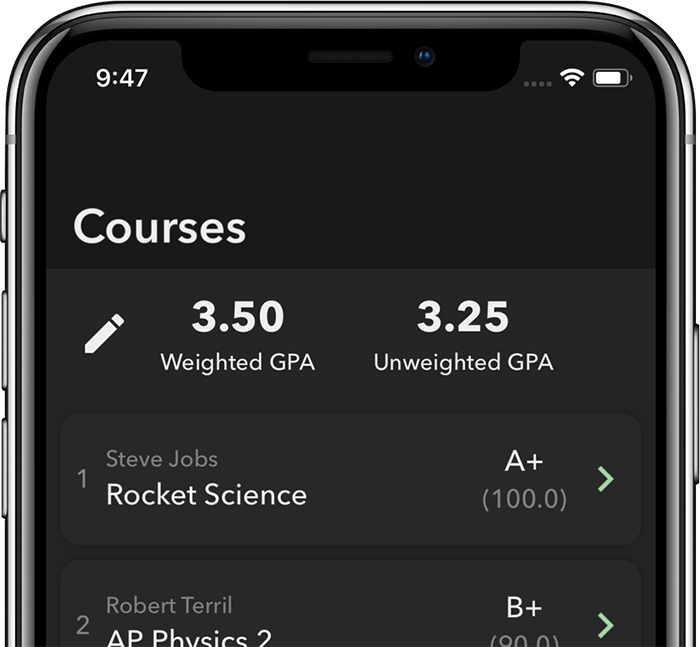 9:47
Courses
3.50
3.25
Weighted GPA
Unweighted GPA
Steve Jobs
A+
1
Rocket Science
(100.0)
Robert Terril
B+
2
AP Physics 2
(90.0)